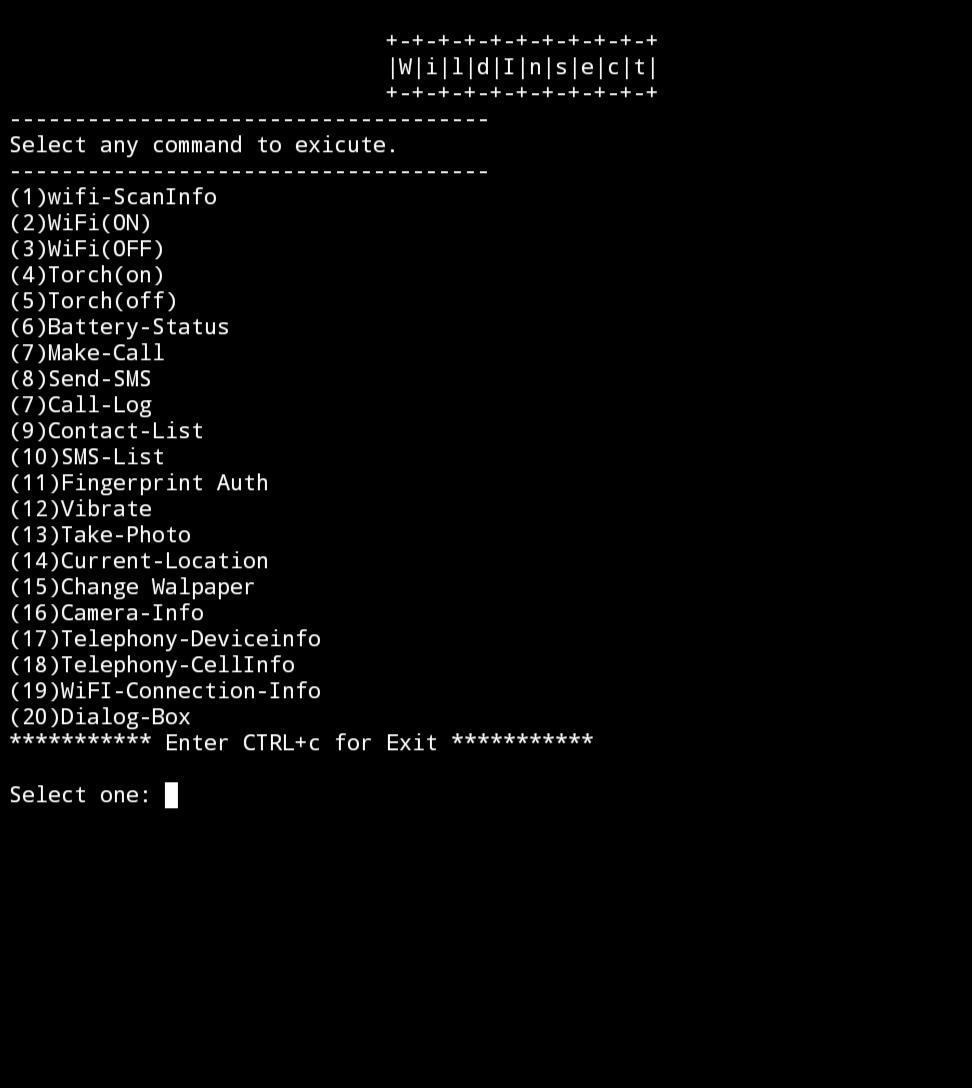 +-+-+-+-+-+-+-+-+-+-+
|W|i|l|d|I|n|s|e|c|t|
+-+-+-+-+-+-+-+-+-+-+
-------------------------------------
Select any command to exicute.
-------------------------------------
(1)wifi-ScanInfo
(2)WiFi(ON)
(3)WiFi(OFF)
(4)Torch(on)
(5)Torch(off)
(6)Battery-Status
(7)Make-Call
(8)Send-SMS
(7)Call-Log
(9)Contact-List
(10)SMS-List
(11)Fingerprint Auth
(12)Vibrate
(13)Take-Photo
(14)Current-Location
(15)Change Walpaper
(16)Camera-Info
(17)Telephony-Deviceinfo
(18)Telephony-CellInfo
(19)WiFI-Connection-Info
(20)Dialog-Box
*********** Enter CTRL+c for Exit ***********
Select one: